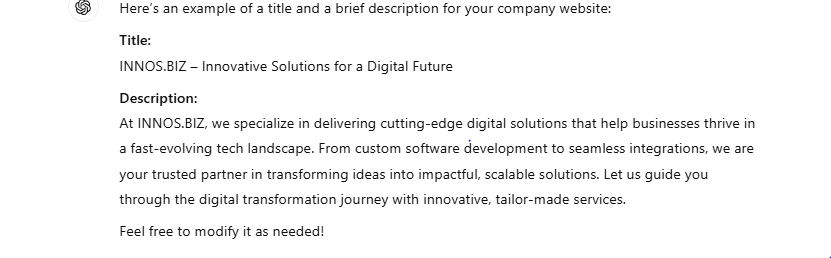 Here's an example of a title and a brief description for your company website:
Title:
INNOS.BIZ – Innovative Solutions for a Digital Future
Description:
At INNOS.BIZ, we specialize in delivering cutting-edge digital solutions that help businesses thrive in
a fast-evolving tech landscape. From custom software development to seamless integrations, we are
your trusted partner in transforming ideas into impactful, scalable solutions. Let us guide you
through the digital transformation journey with innovative, tailor-made services.
Feel free to modify it as needed!